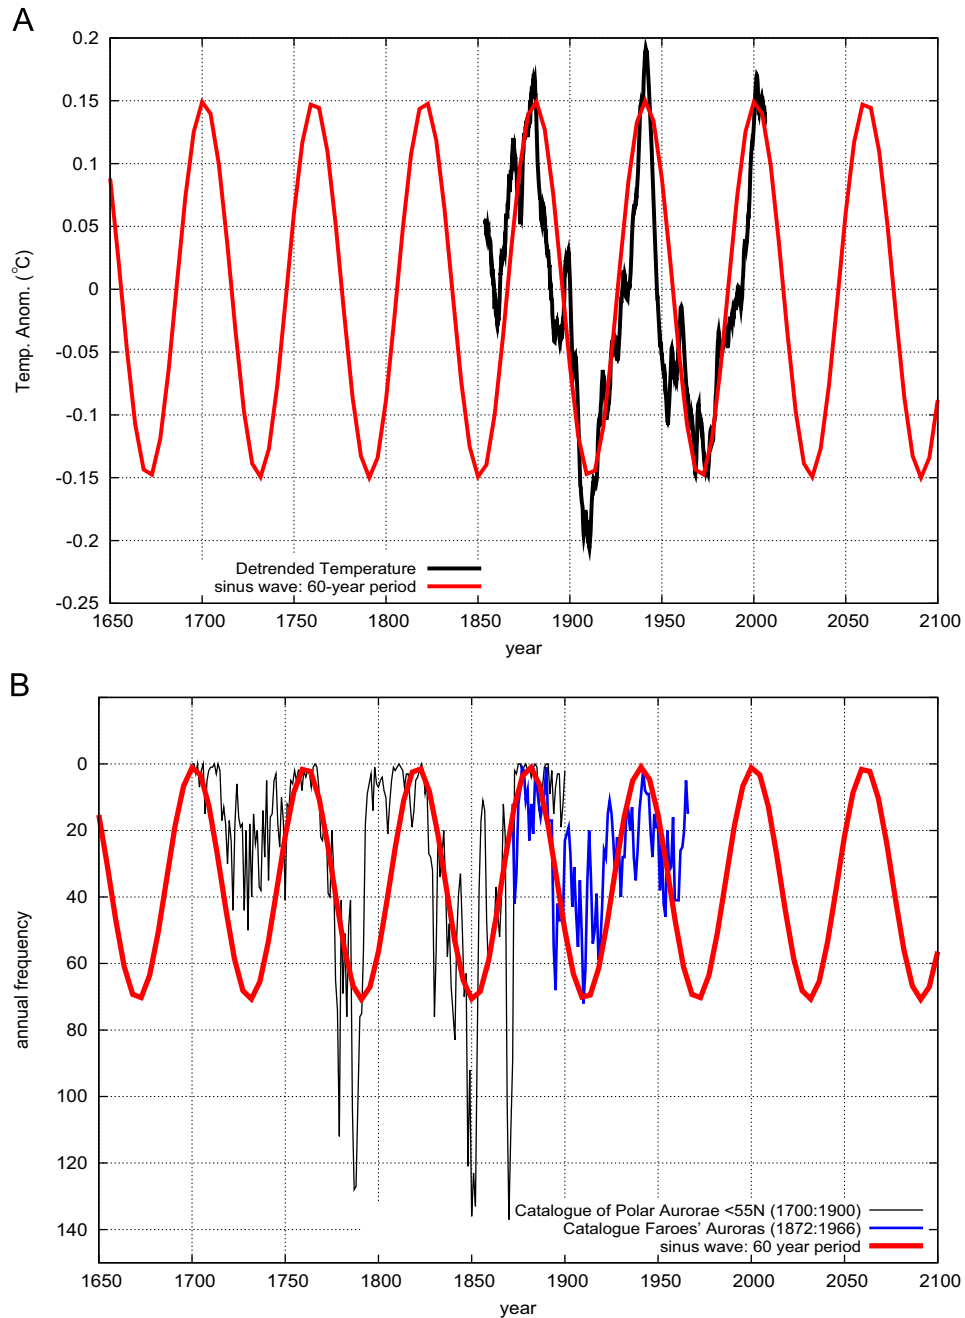 A
0.2
0.15
0.1
0.05
0
-0.05
-0.1
-0.15
-0.2
-0.25
Temp. Anom. (°C)
Detrended Temperature
sinus wave: 60-year period
1650 1700 1750 1800 1850 1900 1950 2000 2050 2100
year
B
0
20
40
60
80
100
120
140
annual frequency
Catalogue of Polar Aurorae <55N (1700:1900)
Catalogue Faroes' Auroras (1872:1966)
sinus wave: 60 year period
1650 1700 1750 1800 1850 1900 1950 2000 2050 2100
year